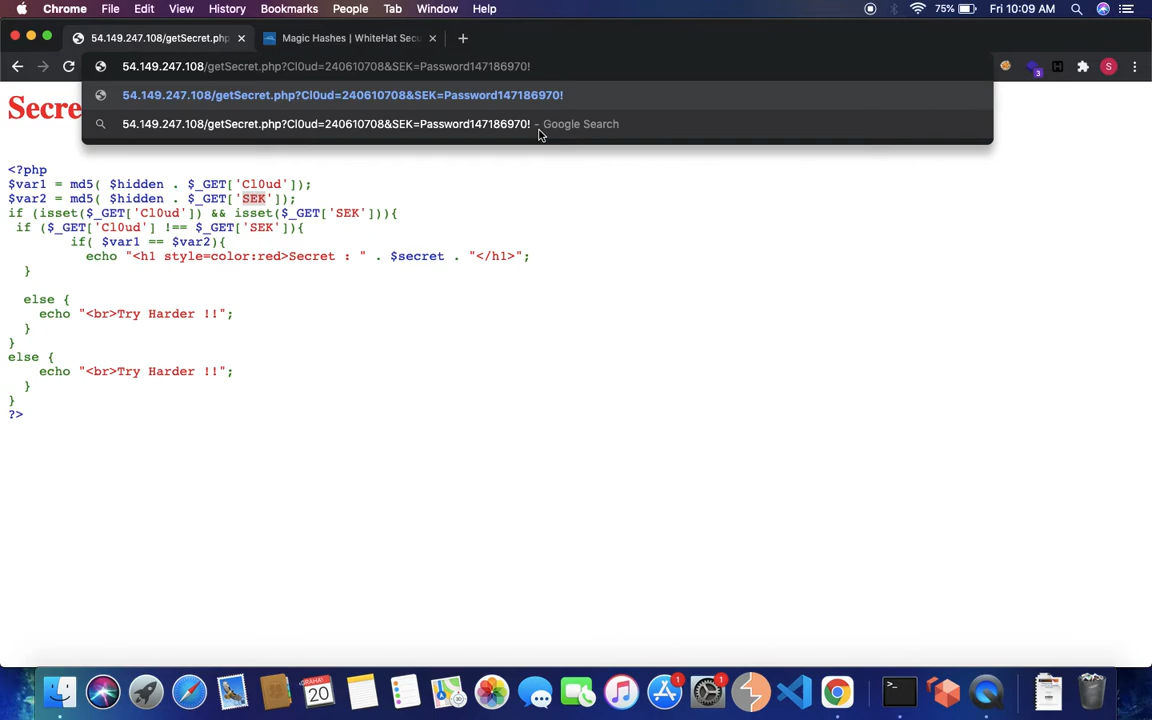 Chrome File Edit View History Bookmarks People Tab Window Help 75% Fri 10:09 AM
54.149.247.108/getSecret.php Magic Hashes | WhiteHat Secu
54.149.247.108/getSecret.php?Cl0ud=240610708&SEK=Password147186970! S 3
54.149.247.108/getSecret.php?Cl0ud=240610708&SEK=Password147186970!
54.149.247.108/getSecret.php?Cl0ud=240610708&SEK=Password147186970! - Google Search
Secre
<?php
$var1 = md5( $hidden . $_GET['Cl0ud']);
$var2 = md5( $hidden . $_GET['SEK']);
if (isset($_GET['Cl0ud']) && isset($_GET['SEK'])){
if ($_GET['Cl0ud'] !== $_GET['SEK']){
if( $var1 == $var2){
echo "<h1 style=color:red>Secret : " . $secret . "</h1>";
}
else {
echo "<br>Try Harder !!";
}
}
else {
echo "<br>Try Harder !!";
}
}
?>
20 1 1